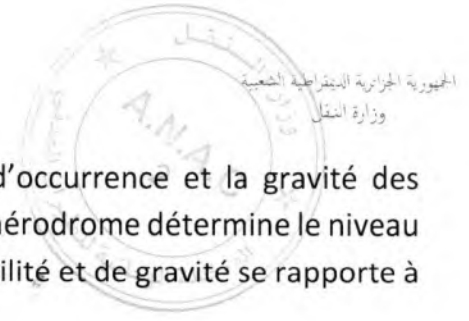 الجمهورية الجزائرية الديمقراطية الشعبية
وزارة النقل
A.N.A.C
d’occurrence et la gravité des
aérodrome détermine le niveau
ilité et de gravité se rapporte à